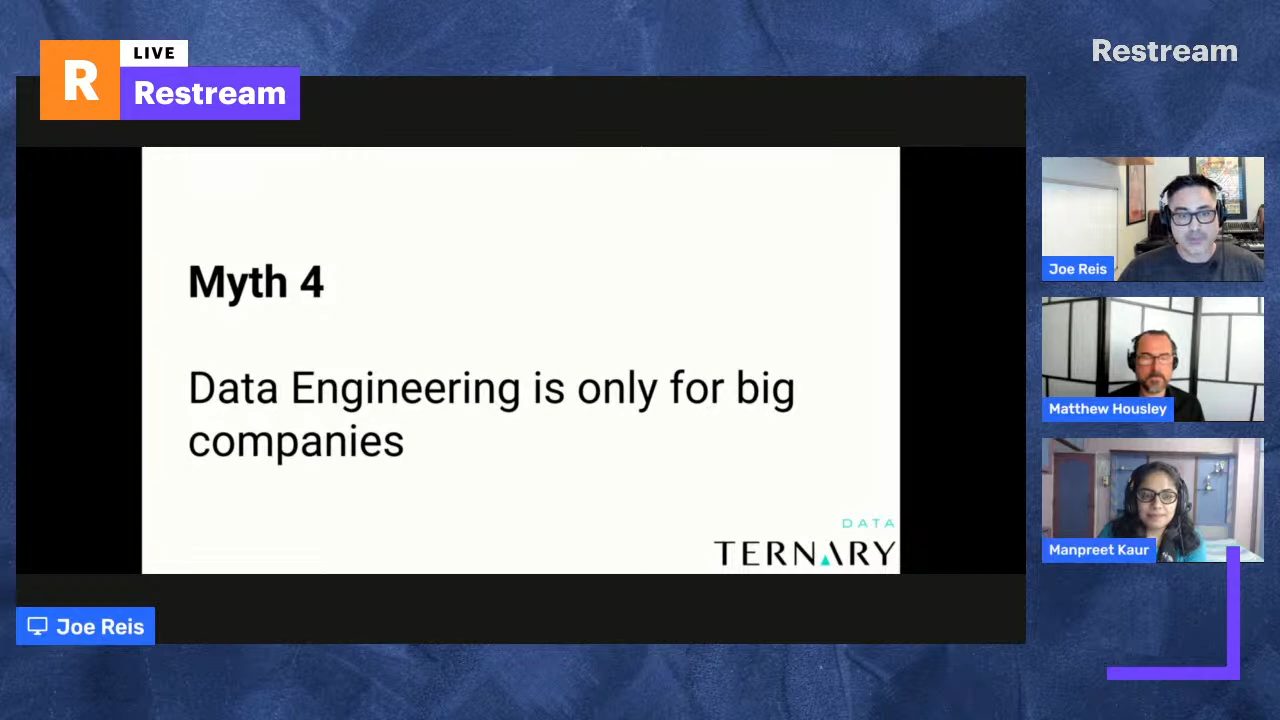 R
LIVE
Restream
Restream
Myth 4
Data Engineering is only for big
companies
DATA
TERNARY
Joe Reis
Joe Reis
Matthew Housley
Manpreet Kaur